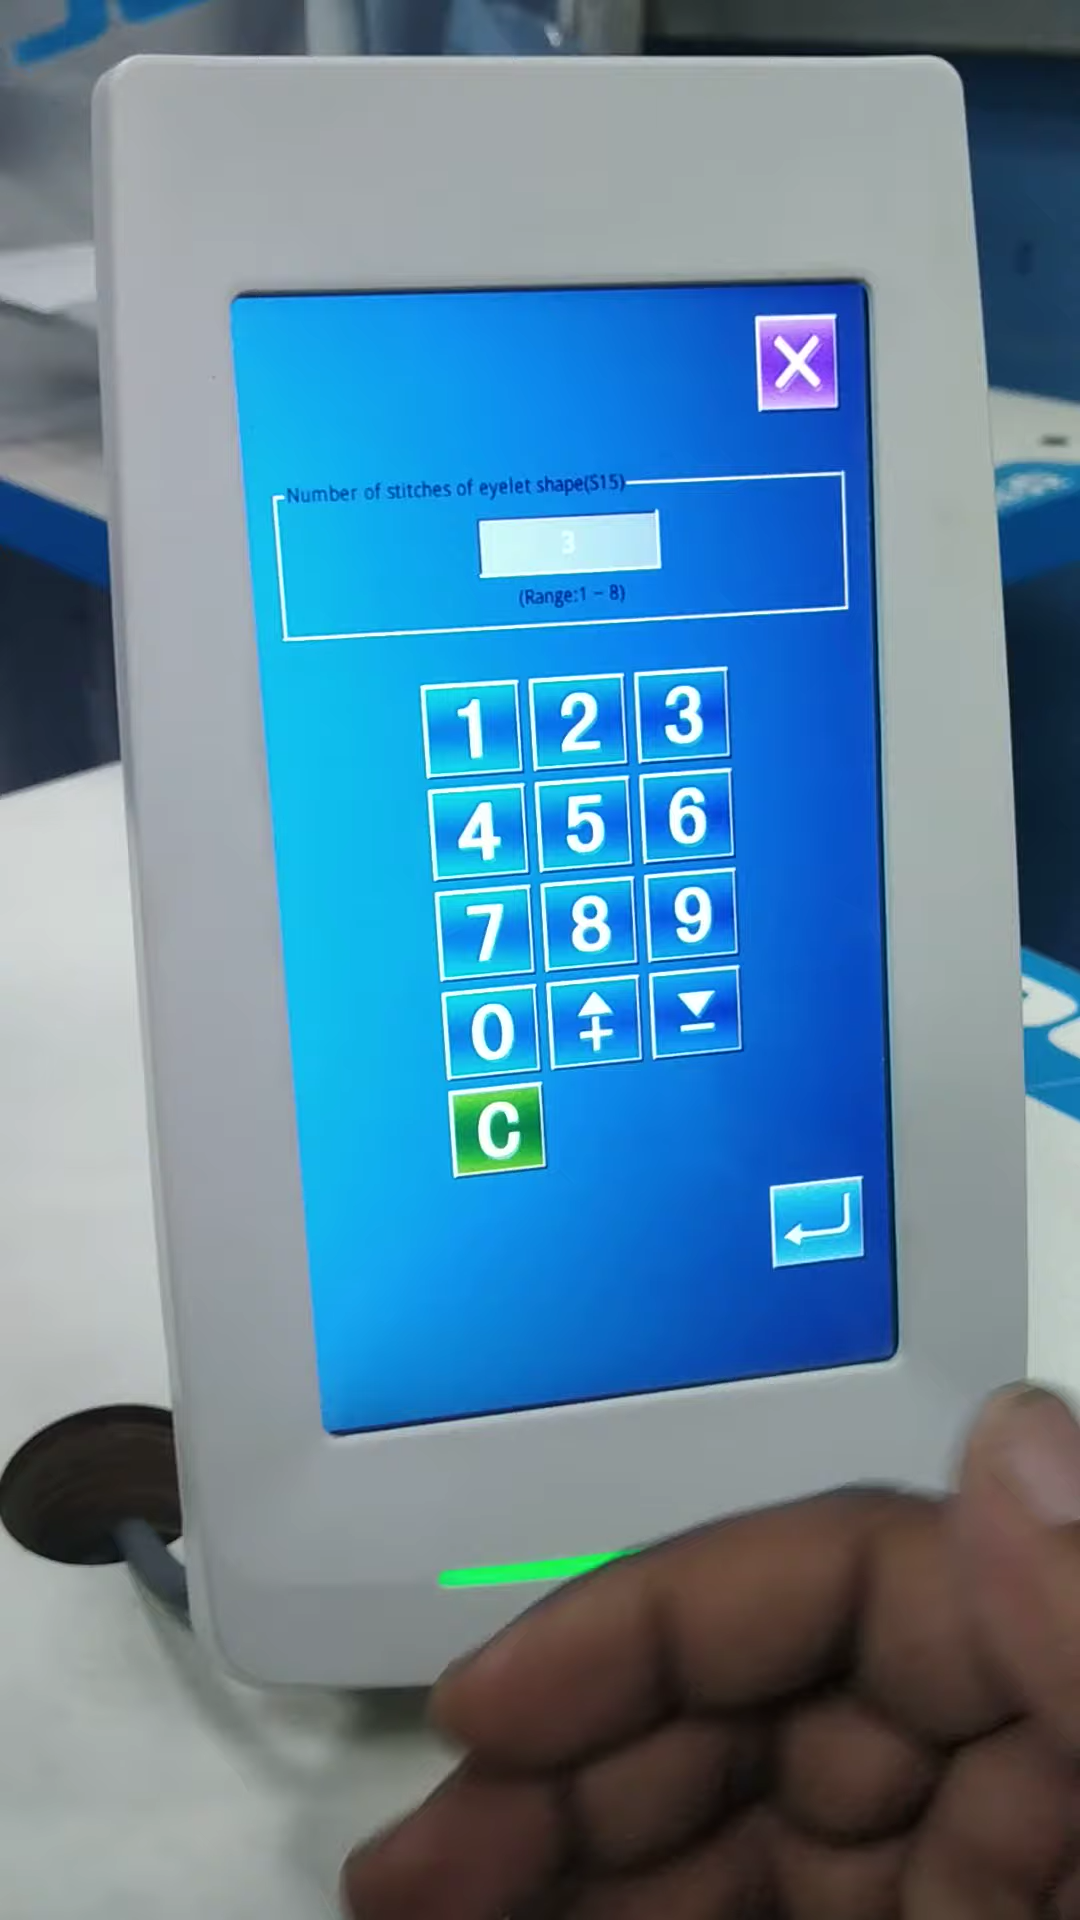 X
Number of stitches of eyelet shape(S15)
3
(Range:1 – 8)
1 2 3
4 5 6
7 8 9
0
C